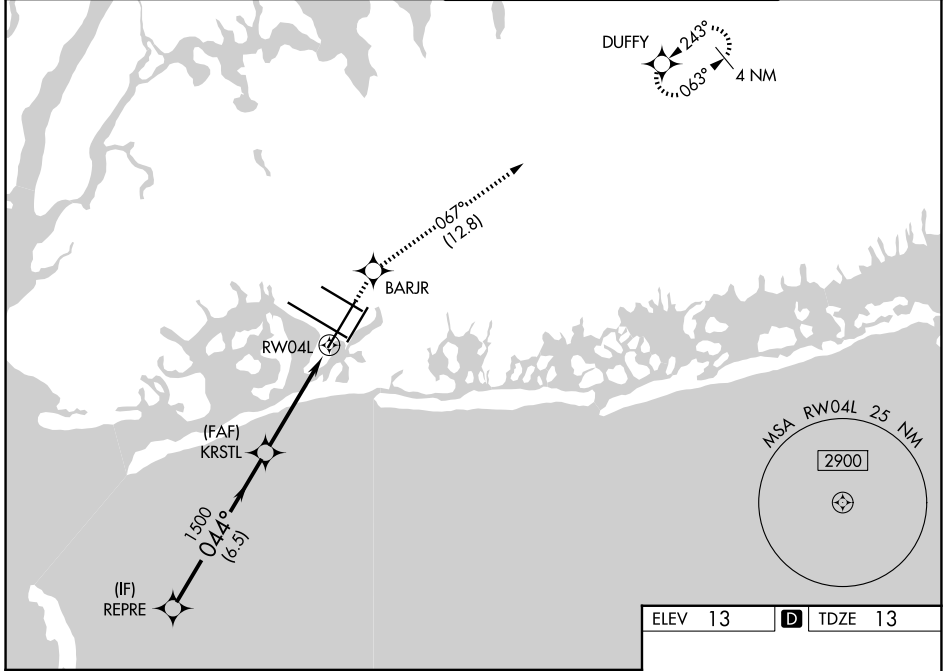 DUFFY
243°
063°
4 NM
067°
(12.8)
BARJR
RW04L
(FAF)
KRSTL
1500
044°
(6.5)
(IF)
REPRE
MSA RW04L 25 NM
2900
ELEV 13 D TDZE 13